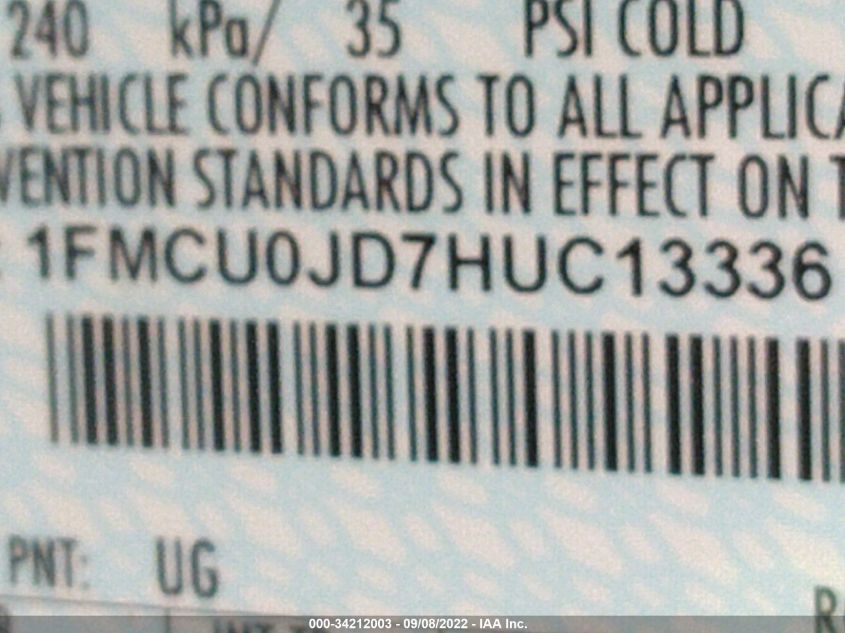 240 kPa/ 35 PSI COLD
VEHICLE CONFORMS TO ALL APPLICA
VENTION STANDARDS IN EFFECT ON T
: 1FMCU0JD7HUC13336
PNT: UG
000-34212003 - 09/08/2022 - IAA Inc.